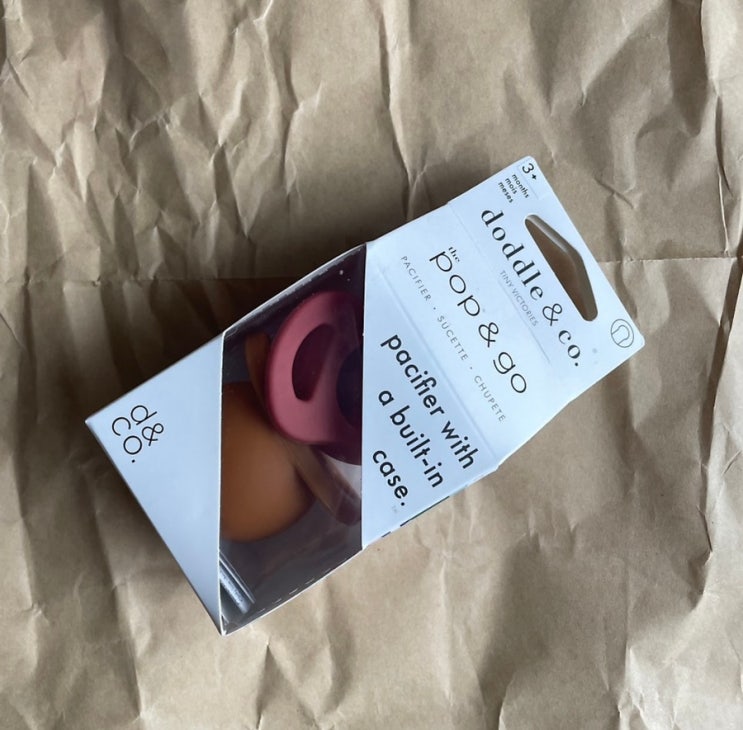 3+
months
mois
meses
doddle & co.
TINY VICTORIES
the
pop & go
PACIFIER · SUCETTE · CHUPETE
pacifier with
a built-in
case.™
d&
co.